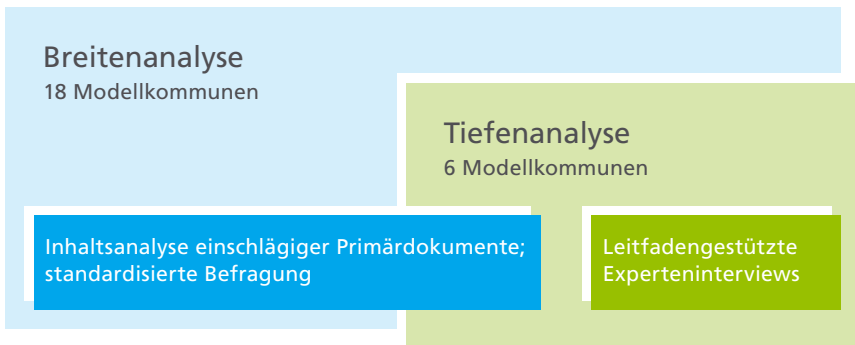 Breitenanalyse
18 Modellkommunen
Tiefenanalyse
6 Modellkommunen
Inhaltsanalyse einschlägiger Primärdokumente;
standardisierte Befragung
Leitfadengestützte
Experteninterviews